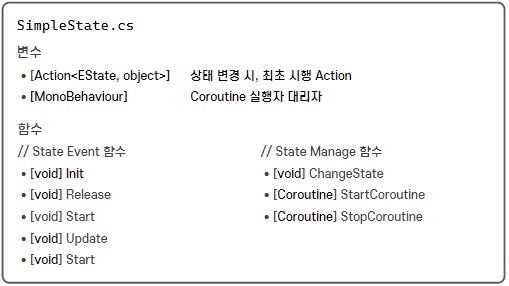 SimpleState.cs
변수
• [Action<EState, object>] 상태 변경 시, 최초 시행 Action
• [MonoBehaviour] Coroutine 실행자 대리자
함수
// State Event 함수 // State Manage 함수
• [void] Init • [void] ChangeState
• [void] Release • [Coroutine] StartCoroutine
• [void] Start • [Coroutine] StopCoroutine
• [void] Update
• [void] Start